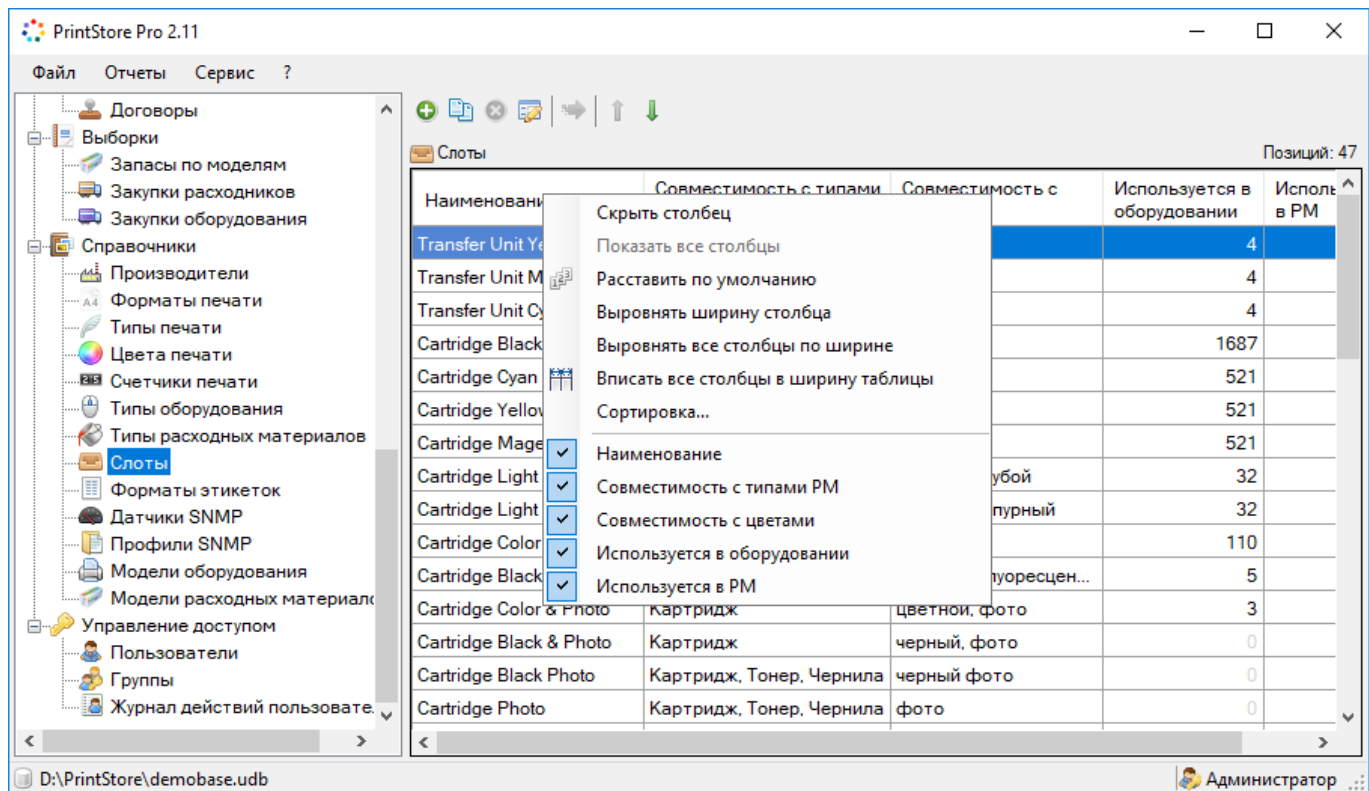 PrintStore Pro 2.11
Файл Отчеты Сервис ?
Договоры
Выборки
Запасы по моделям
Закупки расходников
Закупки оборудования
Справочники
Производители
Форматы печати
Типы печати
Цвета печати
Счетчики печати
Типы оборудования
Типы расходных материалов
Слоты
Форматы этикеток
Датчики SNMP
Профили SNMP
Модели оборудования
Модели расходных материало
Управление доступом
Пользователи
Группы
Журнал действий пользовате.
Слоты Позиций: 47
Наименовани Совместимость с типами Совместимость с Используется в оборудовании Исполь в РМ
Transfer Unit Ye 4
Transfer Unit M 4
Transfer Unit Cy 4
Cartridge Black 1687
Cartridge Cyan 521
Cartridge Yellov 521
Cartridge Mage 521
Cartridge Light убой 32
Cartridge Light пурный 32
Cartridge Color 110
Cartridge Black луоресцен... 5
Cartridge Color & Photo Картридж цветной, фото 3
Cartridge Black & Photo Картридж черный, фото 0
Cartridge Black Photo Картридж, Тонер, Чернила черный фото 0
Cartridge Photo Картридж, Тонер, Чернила фото 0
Скрыть столбец
Показать все столбцы
Расставить по умолчанию
Выровнять ширину столбца
Выровнять все столбцы по ширине
Вписать все столбцы в ширину таблицы
Сортировка...
Наименование
Совместимость с типами РМ
Совместимость с цветами
Используется в оборудовании
Используется в РМ
D:\PrintStore\demobase.udb Администратор